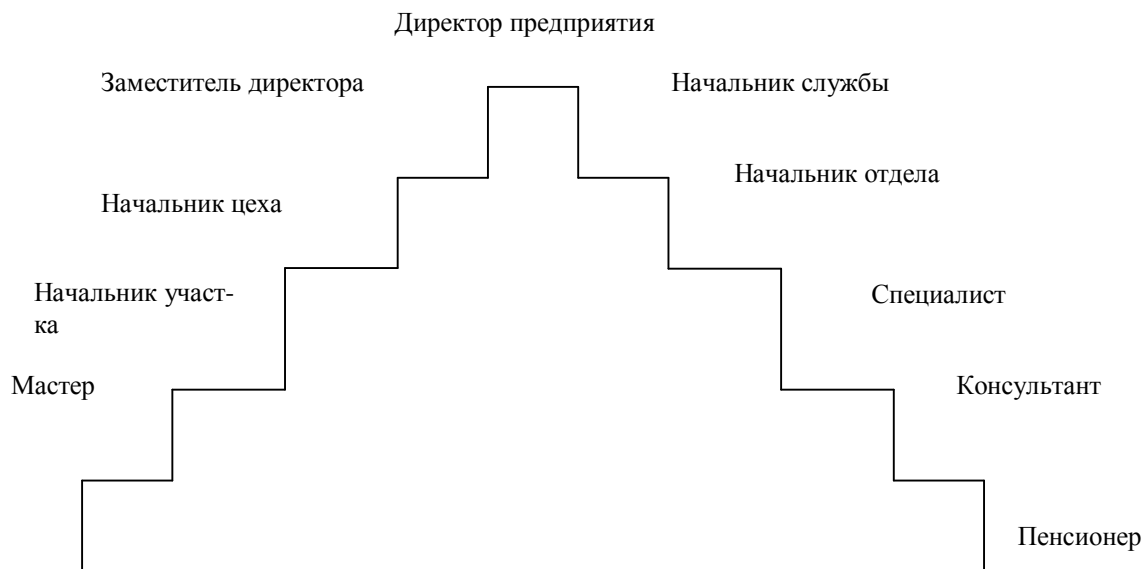 Директор предприятия
Заместитель директора
Начальник службы
Начальник отдела
Начальник цеха
Начальник участ-
ка
Специалист
Мастер
Консультант
Пенсионер